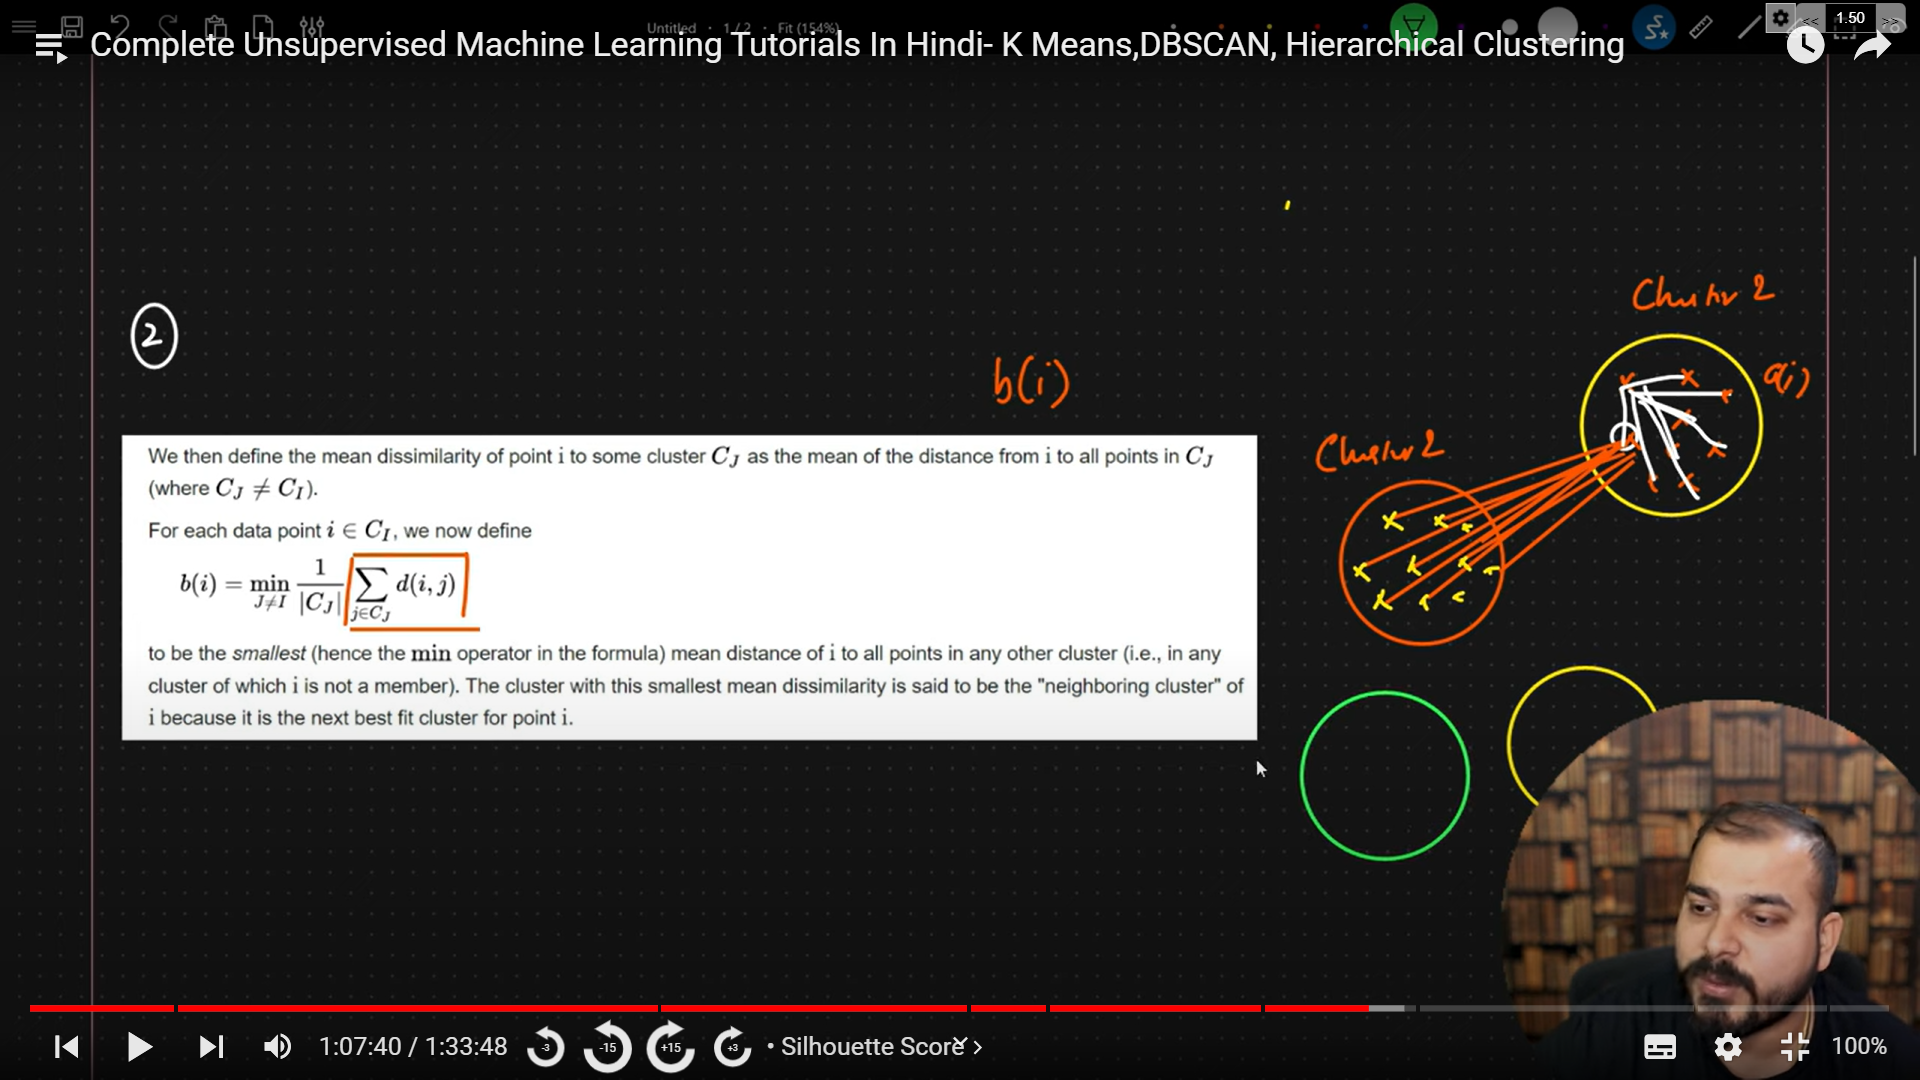 Untitled • 1 / 2 • Fit (154%)
<< 1.50 >>
Complete Unsupervised Machine Learning Tutorials In Hindi- K Means,DBSCAN, Hierarchical Clustering
2
Cluster 2
b(i)
a(i)
Cluster 2
We then define the mean dissimilarity of point i to some cluster C_J as the mean of the distance from i to all points in C_J
(where C_J ≠ C_I).
For each data point i ∈ C_I, we now define
b(i) = min_{J≠I} 1/|C_J| ∑_{j∈C_J} d(i, j)
to be the smallest (hence the min operator in the formula) mean distance of i to all points in any other cluster (i.e., in any
cluster of which i is not a member). The cluster with this smallest mean dissimilarity is said to be the "neighboring cluster" of
i because it is the next best fit cluster for point i.
1:07:40 / 1:33:48
-3
-15
+15
+3
• Silhouette Score ›
100%